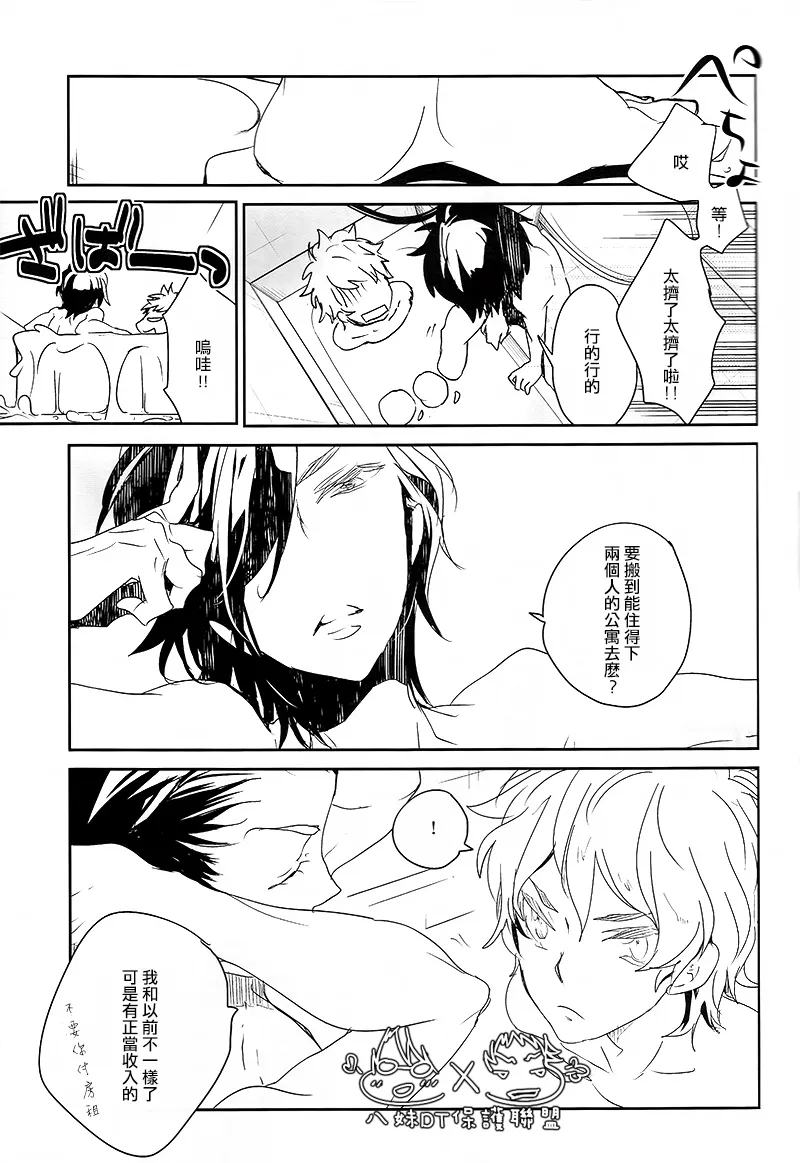 ぺちょ
哎
等！
太擠了太擠了啦！！
行的行的
ざばーっ
嗚哇！！
要搬到能住得下
兩個人的公寓去麼？
！
我和以前不一樣了
可是有正當收入的
不要你付房租
八妹DT保護聯盟